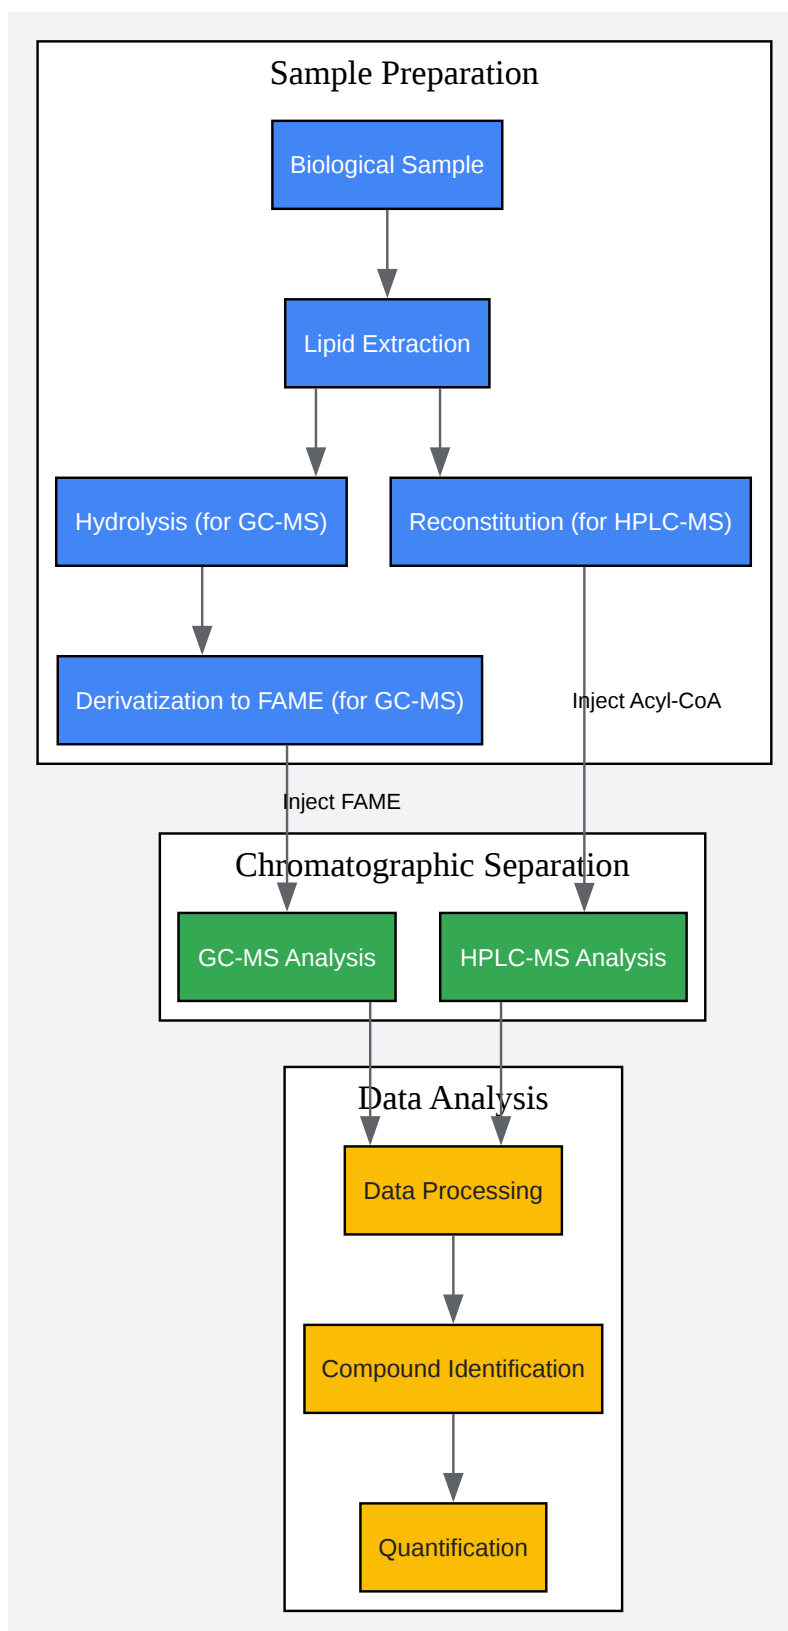 Sample Preparation
Biological Sample
Lipid Extraction
Hydrolysis (for GC-MS)
Reconstitution (for HPLC-MS)
Derivatization to FAME (for GC-MS)
Inject Acyl-CoA
Inject FAME
Chromatographic Separation
GC-MS Analysis
HPLC-MS Analysis
Data Analysis
Data Processing
Compound Identification
Quantification